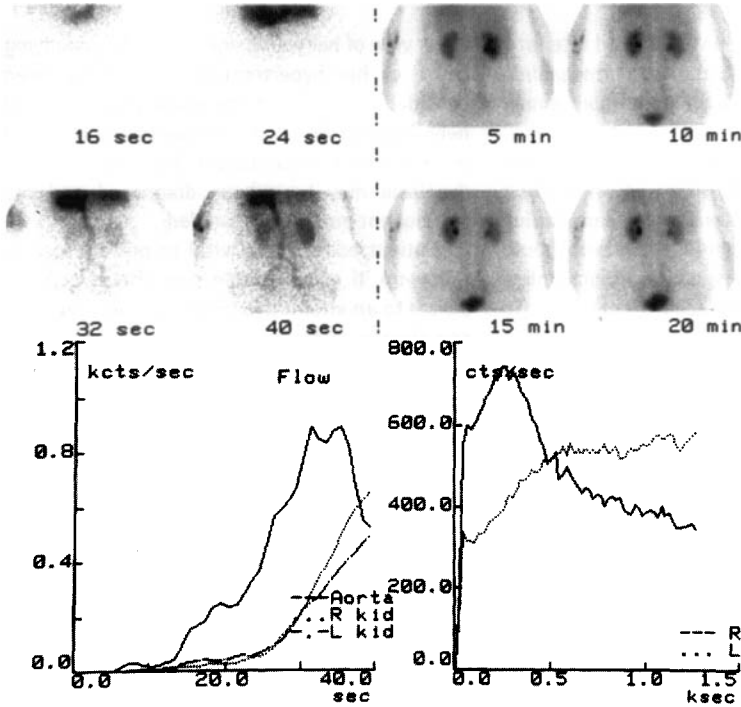 16 sec
24 sec
5 min
10 min
32 sec
40 sec
15 min
20 min
1.2
kcts/sec
Flow
0.8
0.4
0.0
Aorta
R kid
L kid
0.0
20.0
40.0
sec
800.0
cts/sec
600.0
400.0
200.0
0.0
R
L
0.0
0.5
1.0
1.5
ksec